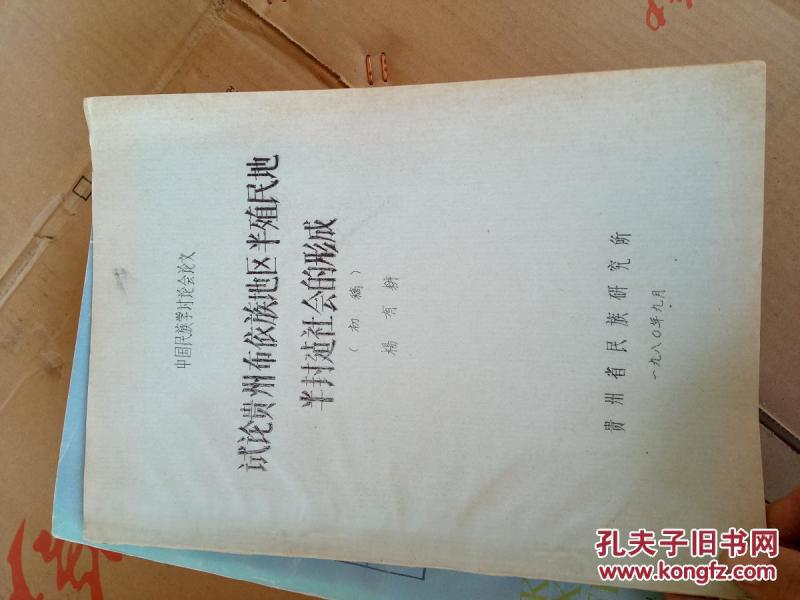 中国民族学讨论会论文
试论贵州布依族地区半殖民地
半封建社会的形成
（初稿）
杨有耕
贵州省民族研究所
一九八〇年九月
孔夫子旧书网
www.kongfz.com